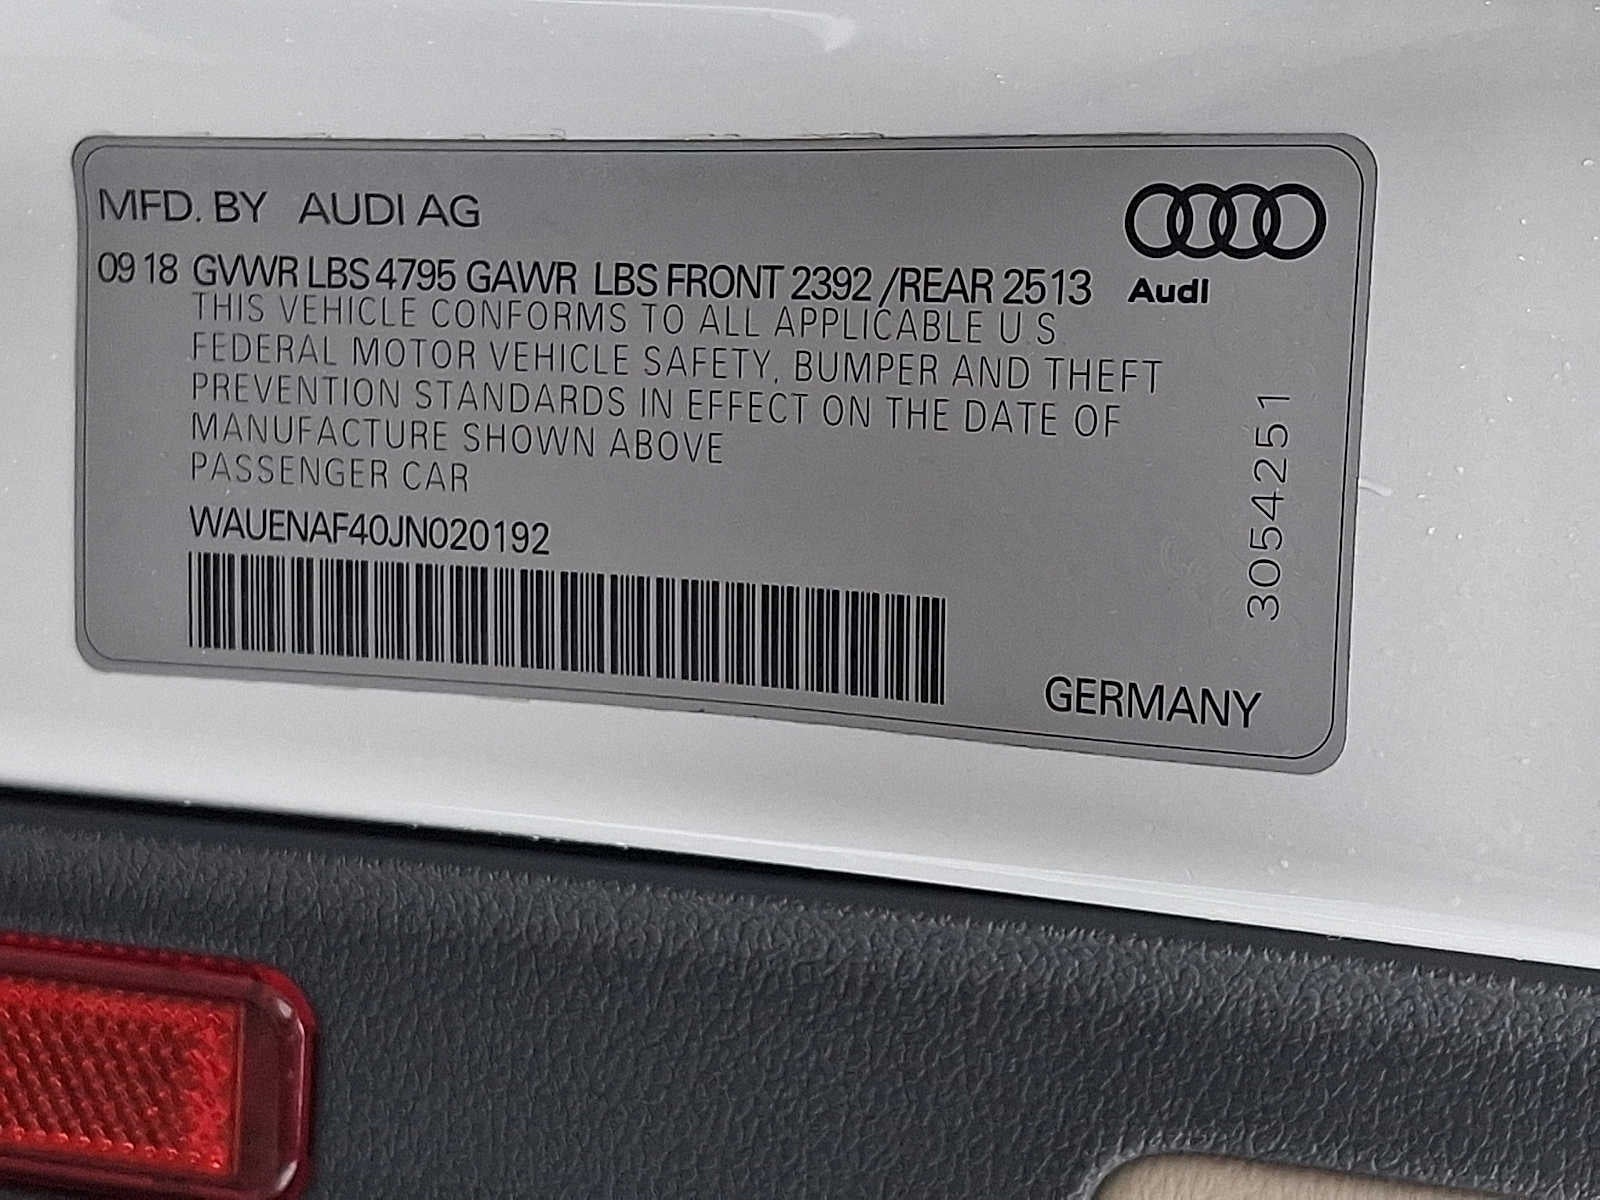 MFD. BY AUDI AG
09 18 GVWR LBS 4795 GAWR LBS FRONT 2392 /REAR 2513
Audi
THIS VEHICLE CONFORMS TO ALL APPLICABLE U S
FEDERAL MOTOR VEHICLE SAFETY, BUMPER AND THEFT
PREVENTION STANDARDS IN EFFECT ON THE DATE OF
MANUFACTURE SHOWN ABOVE
PASSENGER CAR
WAUENAF40JN020192
3054251
GERMANY